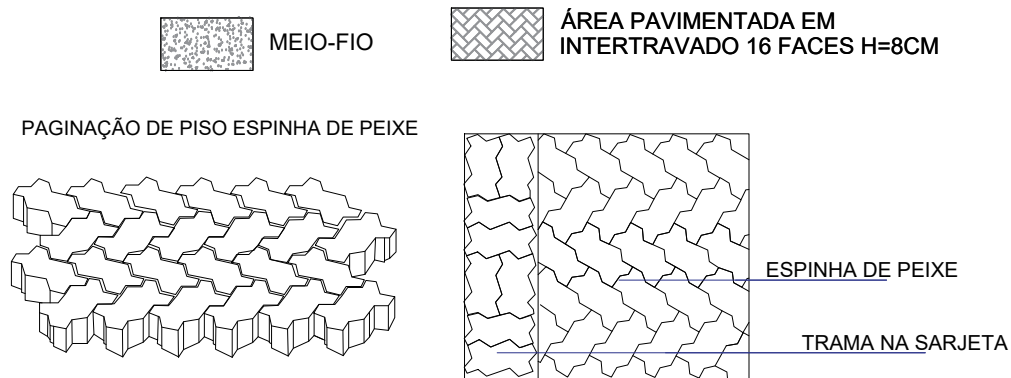 MEIO-FIO
ÁREA PAVIMENTADA EM
INTERTRAVADO 16 FACES H=8CM
PAGINAÇÃO DE PISO ESPINHA DE PEIXE
ESPINHA DE PEIXE
TRAMA NA SARJETA